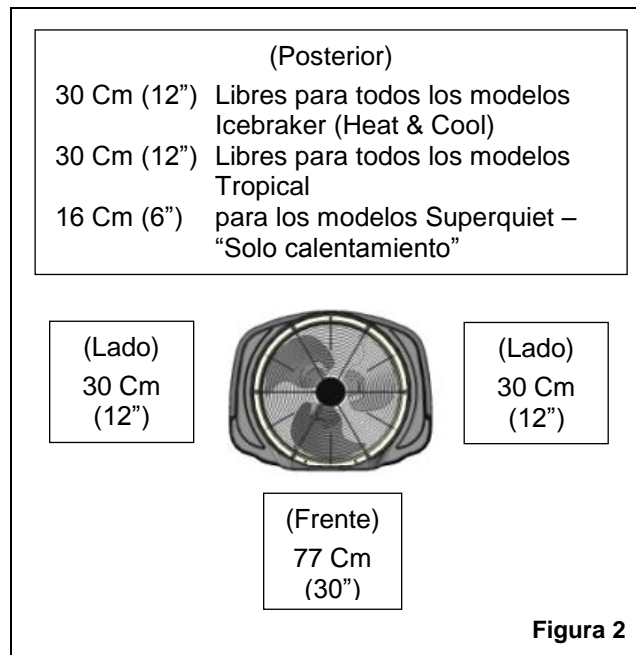 (Posterior)
30 Cm (12”) Libres para todos los modelos
Icebraker (Heat & Cool)
30 Cm (12”) Libres para todos los modelos
Tropical
16 Cm (6”) para los modelos Superquiet –
“Solo calentamiento”
(Lado)
30 Cm
(12”)
(Lado)
30 Cm
(12”)
(Frente)
77 Cm
(30”)
Figura 2